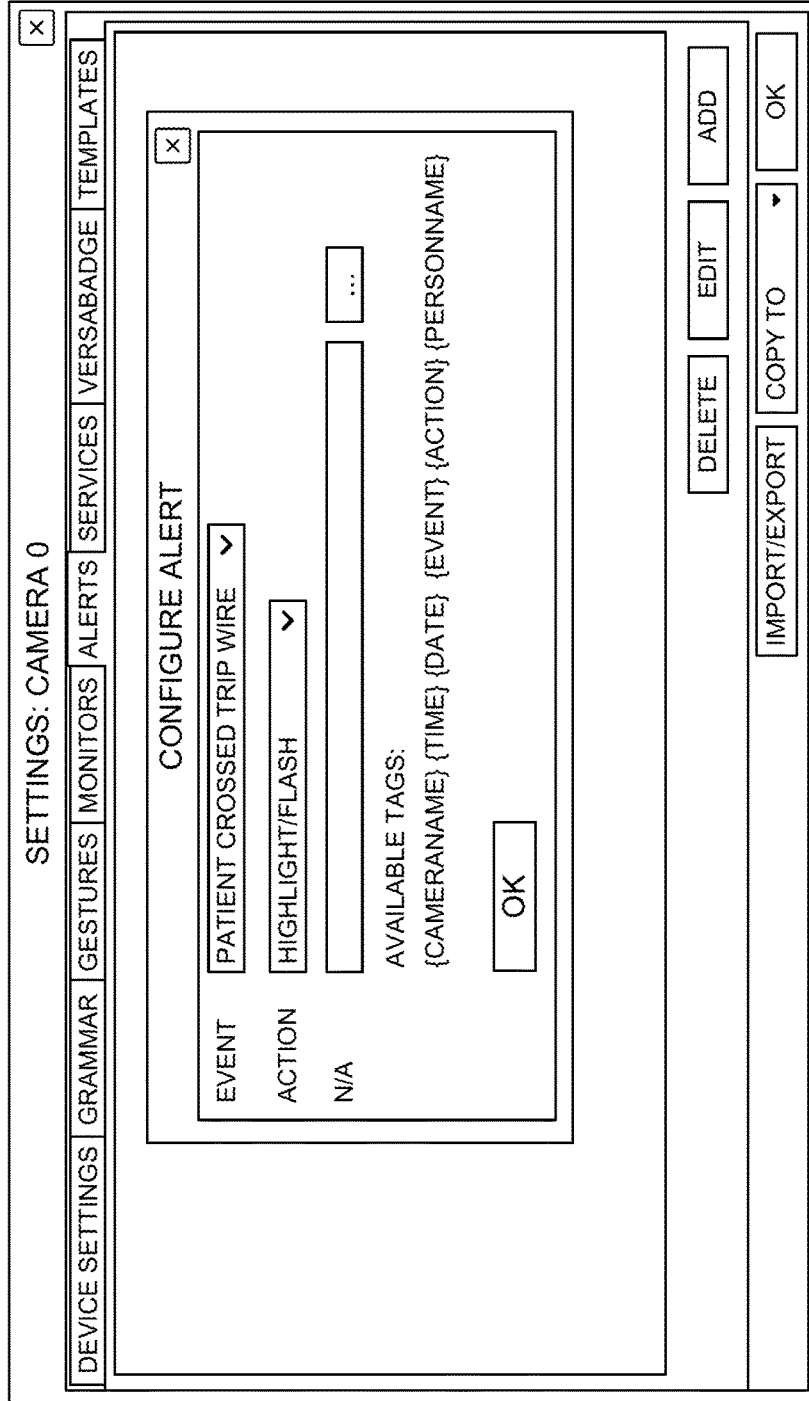 SETTINGS: CAMERA 0
X
DEVICE SETTINGS GRAMMAR GESTURES MONITORS ALERTS SERVICES VERSABADGE TEMPLATES
CONFIGURE ALERT
X
EVENT PATIENT CROSSED TRIP WIRE
ACTION HIGHLIGHT/FLASH
N/A ...
AVAILABLE TAGS:
{CAMERANAME} {TIME} {DATE} {EVENT} {ACTION} {PERSONNAME}
OK
DELETE EDIT ADD
IMPORT/EXPORT COPY TO OK